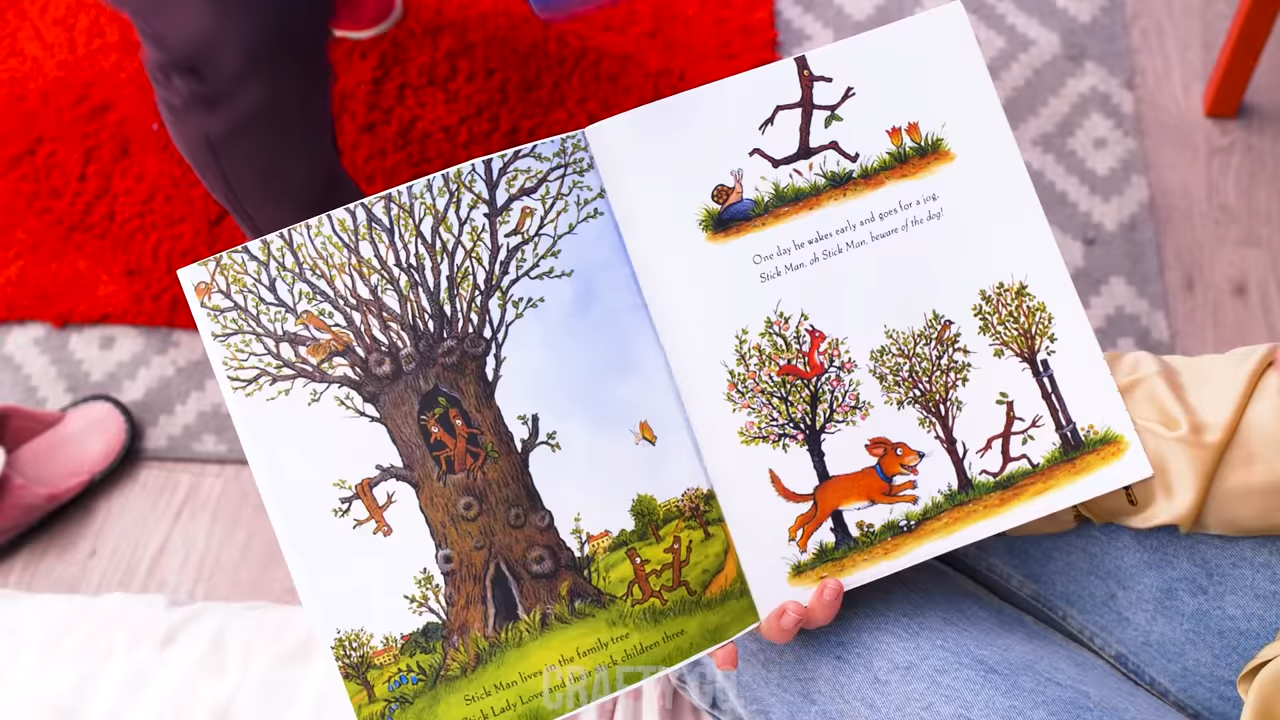 Stick Man lives in the family tree
Stick Lady Love and their stick children three.
One day he wakes early and goes for a jog.
Stick Man, oh Stick Man, beware of the dog!